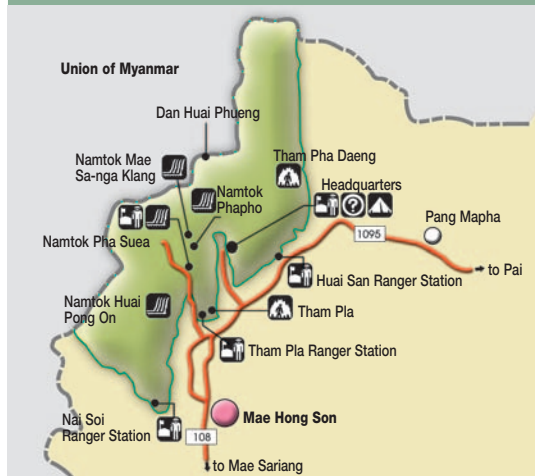 Union of Myanmar
Dan Huai Phueng
Namtok Mae
Sa-nga Klang
Tham Pha Daeng
Namtok
Phapho
Headquarters
Pang Mapha
Namtok Pha Suea
1095
to Pai
Huai San Ranger Station
Namtok Huai
Pong On
Tham Pla
Tham Pla Ranger Station
Nai Soi
Ranger Station
Mae Hong Son
108
to Mae Sariang